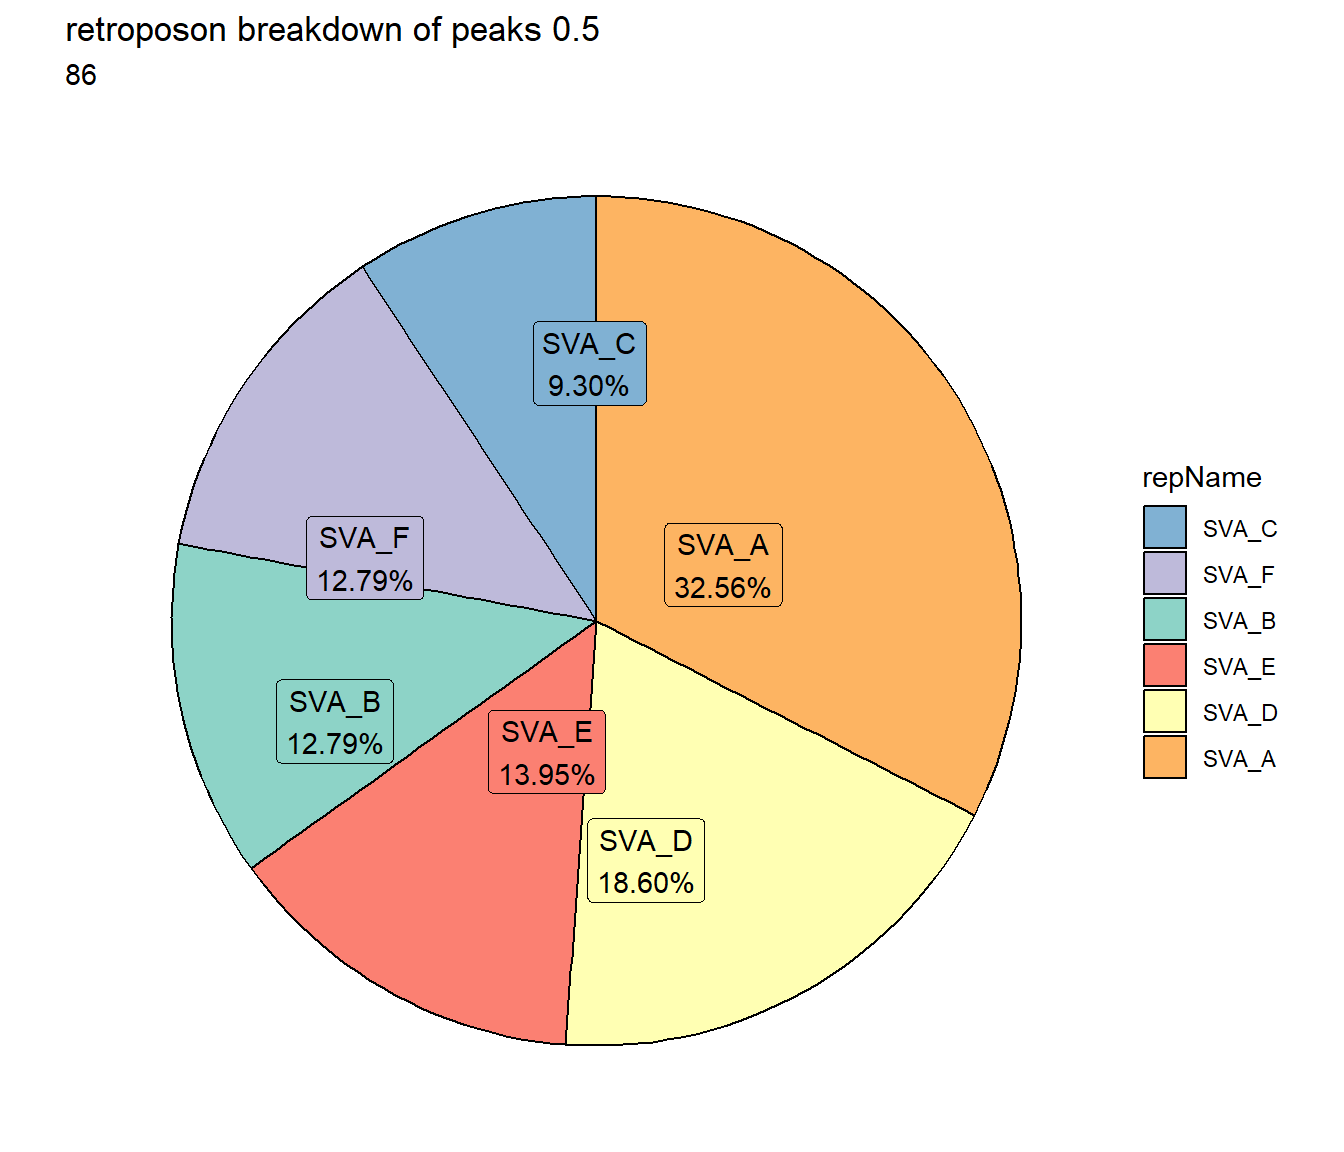 retroposon breakdown of peaks 0.5
86
SVA_C
9.30%
SVA_F
12.79%
SVA_A
32.56%
SVA_B
12.79%
SVA_E
13.95%
SVA_D
18.60%
repName
SVA_C
SVA_F
SVA_B
SVA_E
SVA_D
SVA_A